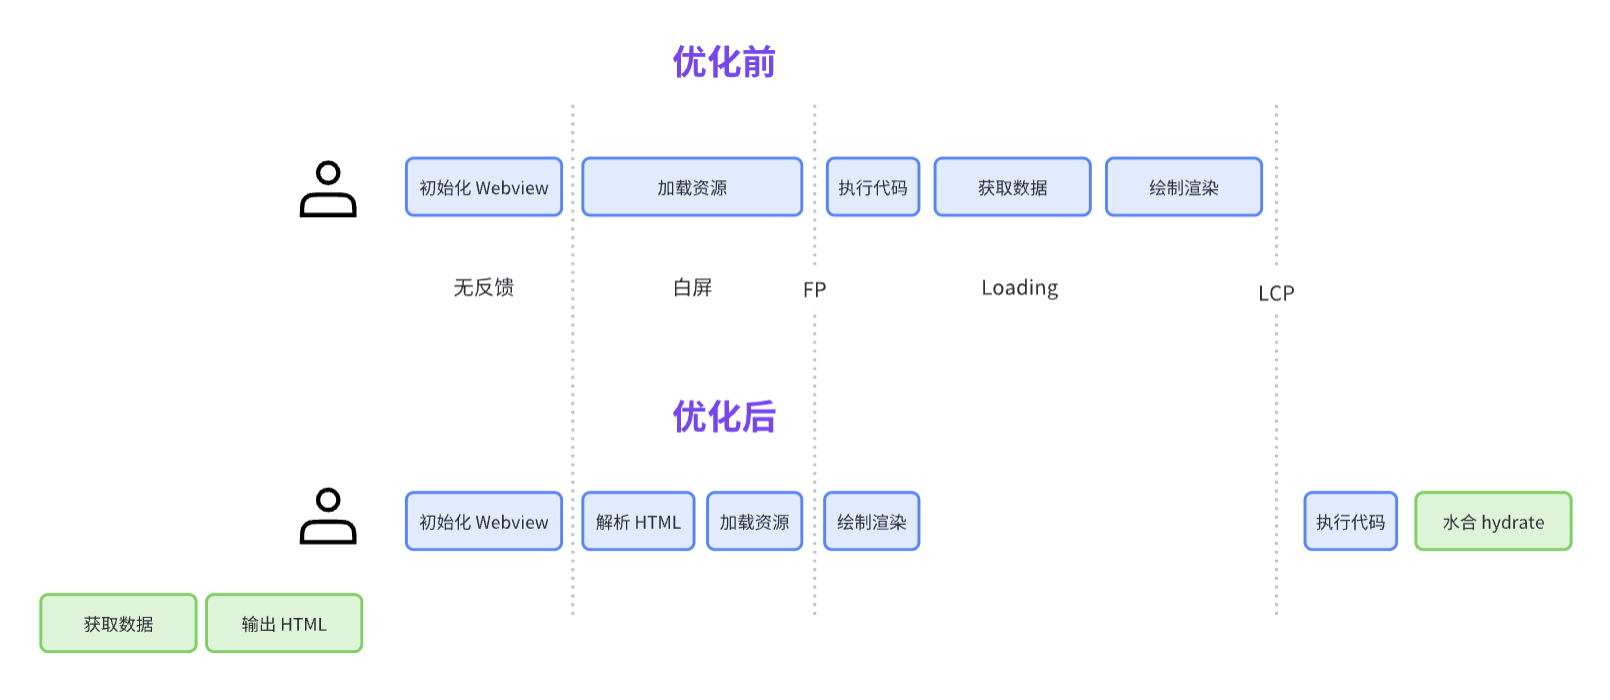 优化前
初始化 Webview
加载资源
执行代码
获取数据
绘制渲染
无反馈
白屏
FP
Loading
LCP
优化后
初始化 Webview
解析 HTML
加载资源
绘制渲染
执行代码
水合 hydrate
获取数据
输出 HTML